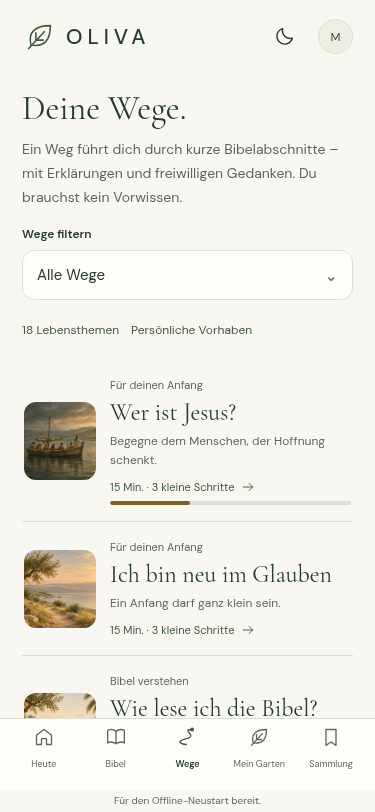 OLIVA
M
Deine Wege.
Ein Weg führt dich durch kurze Bibelabschnitte –
mit Erklärungen und freiwilligen Gedanken. Du
brauchst kein Vorwissen.
Wege filtern
Alle Wege
18 Lebensthemen Persönliche Vorhaben
Für deinen Anfang
Wer ist Jesus?
Begegne dem Menschen, der Hoffnung
schenkt.
15 Min. · 3 kleine Schritte →
Für deinen Anfang
Ich bin neu im Glauben
Ein Anfang darf ganz klein sein.
15 Min. · 3 kleine Schritte →
Bibel verstehen
Wie lese ich die Bibel?
Heute Bibel Wege Mein Garten Sammlung
Für den Offline-Neustart bereit.